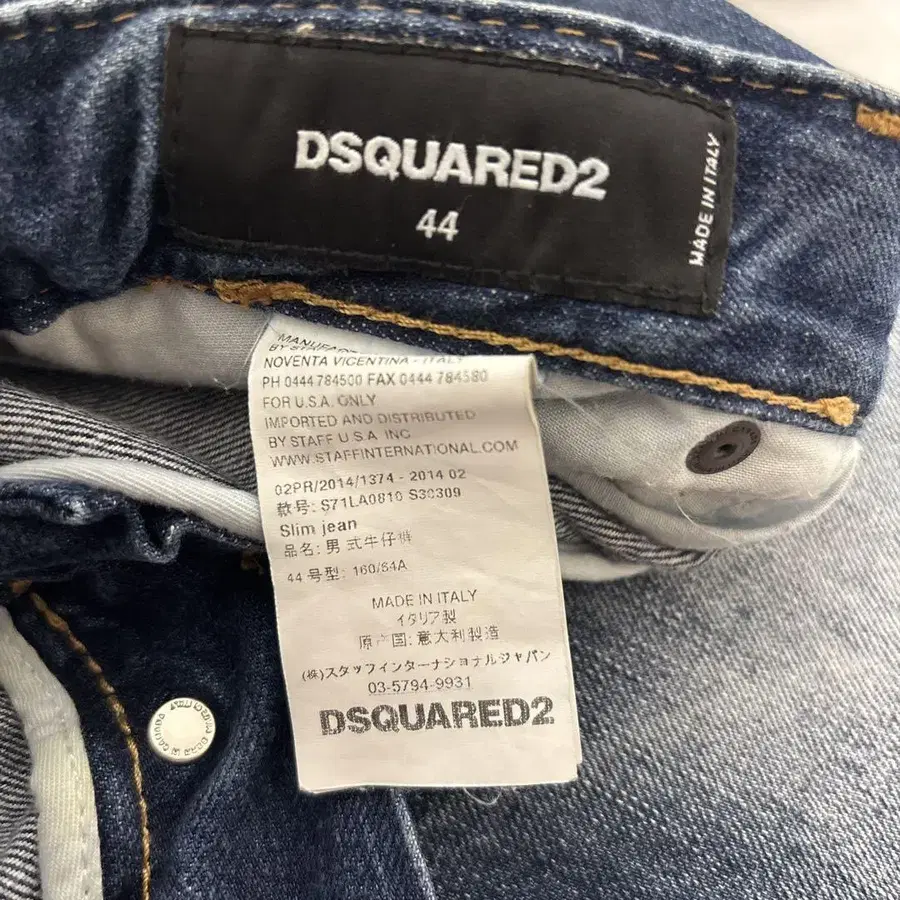 DSQUARED2
44
MADE IN ITALY
NOVENTA VICENTINA - ITALY
PH 0444 784500 FAX 0444 784580
FOR U.S.A. ONLY
IMPORTED AND DISTRIBUTED
BY STAFF U.S.A. INC
WWW.STAFFINTERNATIONAL.COM
02PR/2014/1374 - 2014 02
款号: S71LA0810 S30309
Slim jean
品名: 男式牛仔裤
44 号型: 160/64A
MADE IN ITALY
イタリア製
原产国: 意大利製造
(株)スタッフインターナショナルジャパン
03-5794-9931
DSQUARED2